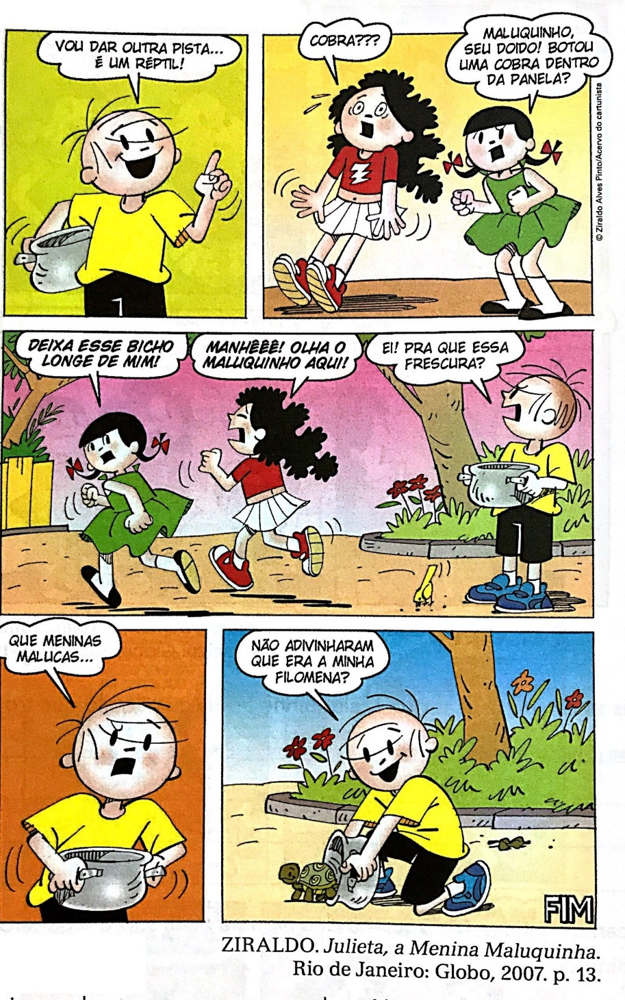 VOU DAR OUTRA PISTA...
É UM RÉPTIL!
COBRA???
MALUQUINHO,
SEU DOIDO! BOTOU
UMA COBRA DENTRO
DA PANELA?
© Ziraldo Alves Pinto/Acervo do cartunista
DEIXA ESSE BICHO
LONGE DE MIM!
MANHÊÊÊ! OLHA O
MALUQUINHO AQUI!
EI! PRA QUE ESSA
FRESCURA?
QUE MENINAS
MALUCAS...
NÃO ADIVINHARAM
QUE ERA A MINHA
FILOMENA?
FIM
ZIRALDO. Julieta, a Menina Maluquinha.
Rio de Janeiro: Globo, 2007. p. 13.